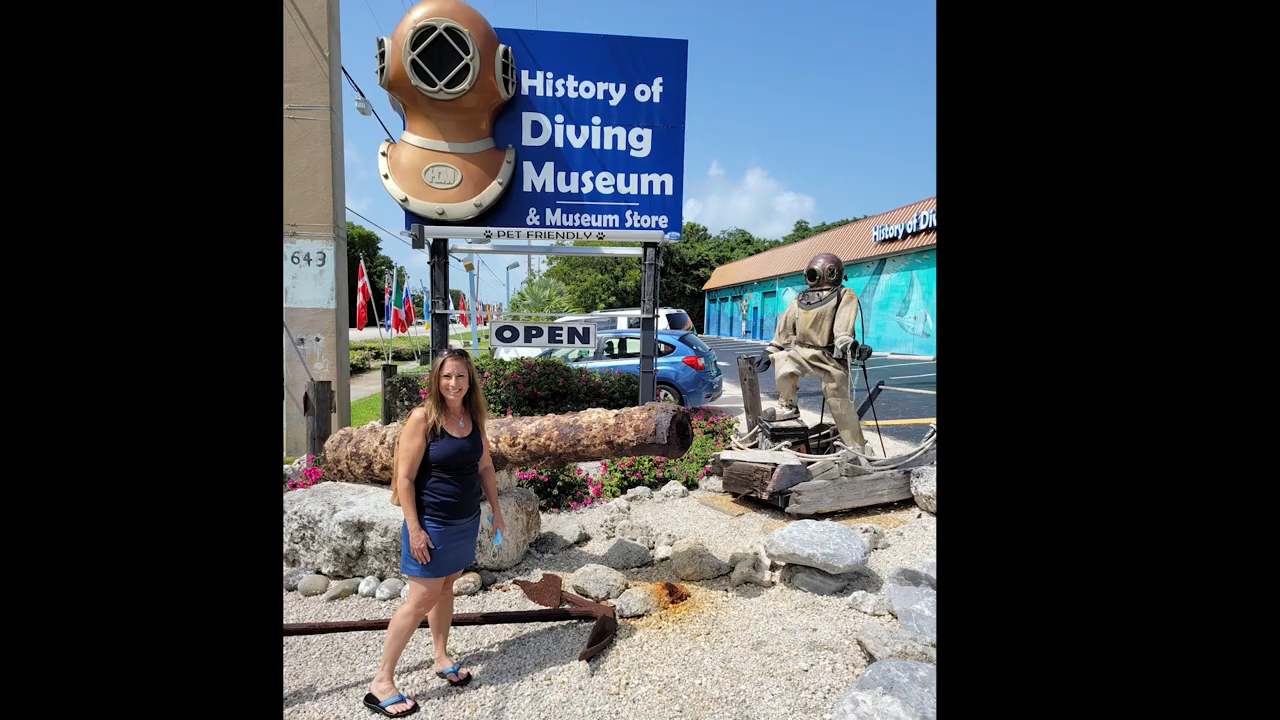 History of
Diving
Museum
& Museum Store
PET FRIENDLY
643
OPEN
History of Di